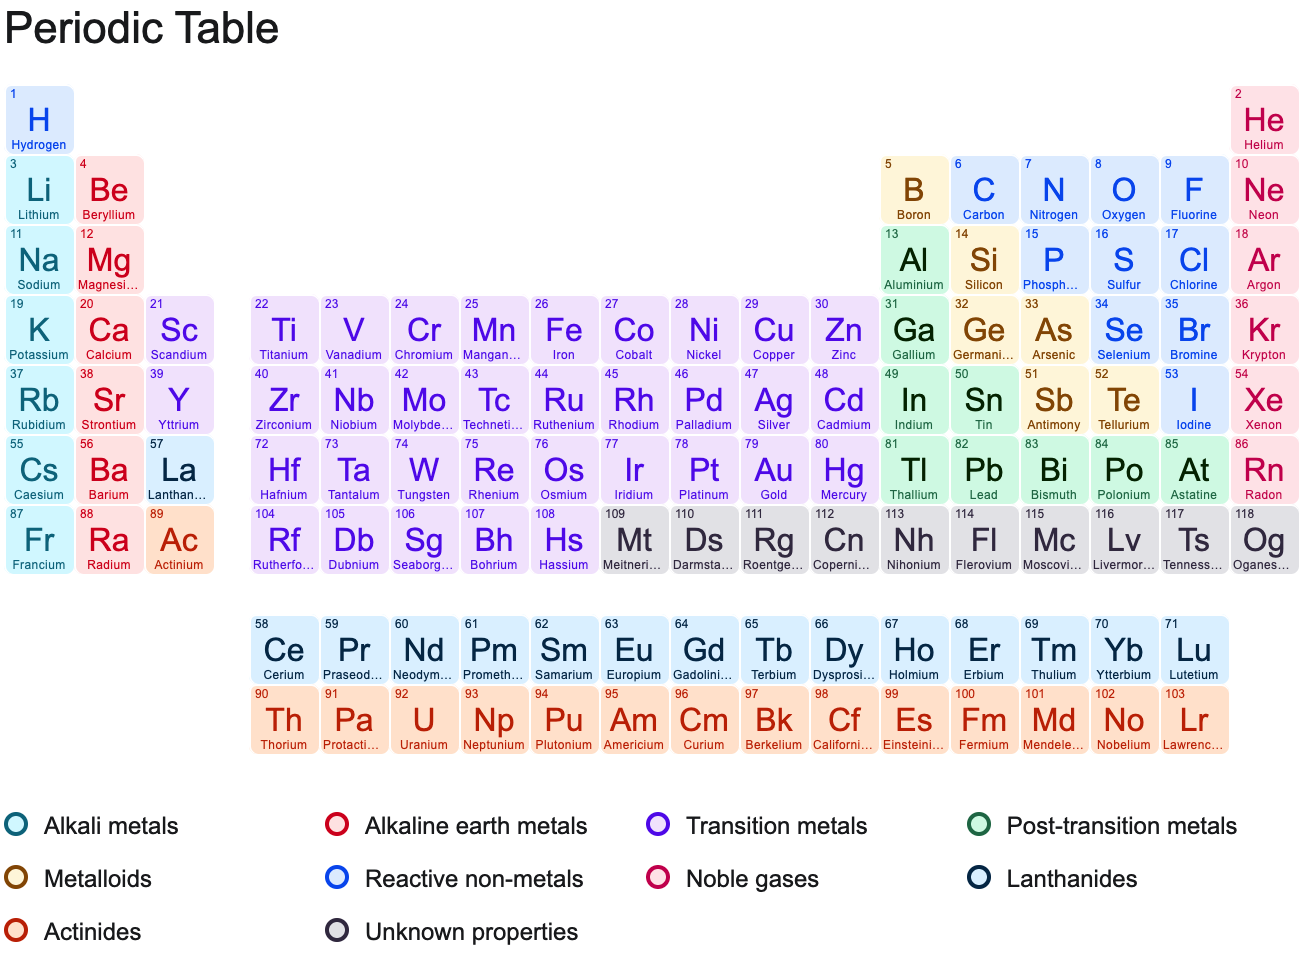 Periodic Table
1 2
H He
Hydrogen Helium
3 4 5 6 7 8 9 10
Li Be B C N O F Ne
Lithium Beryllium Boron Carbon Nitrogen Oxygen Fluorine Neon
11 12 13 14 15 16 17 18
Na Mg Al Si P S Cl Ar
Sodium Magnesi... Aluminium Silicon Phosph... Sulfur Chlorine Argon
19 20 21 22 23 24 25 26 27 28 29 30 31 32 33 34 35 36
K Ca Sc Ti V Cr Mn Fe Co Ni Cu Zn Ga Ge As Se Br Kr
Potassium Calcium Scandium Titanium Vanadium Chromium Mangan... Iron Cobalt Nickel Copper Zinc Gallium Germani... Arsenic Selenium Bromine Krypton
37 38 39 40 41 42 43 44 45 46 47 48 49 50 51 52 53 54
Rb Sr Y Zr Nb Mo Tc Ru Rh Pd Ag Cd In Sn Sb Te I Xe
Rubidium Strontium Yttrium Zirconium Niobium Molybde... Techneti... Ruthenium Rhodium Palladium Silver Cadmium Indium Tin Antimony Tellurium Iodine Xenon
55 56 57 72 73 74 75 76 77 78 79 80 81 82 83 84 85 86
Cs Ba La Hf Ta W Re Os Ir Pt Au Hg Tl Pb Bi Po At Rn
Caesium Barium Lanthan... Hafnium Tantalum Tungsten Rhenium Osmium Iridium Platinum Gold Mercury Thallium Lead Bismuth Polonium Astatine Radon
87 88 89 104 105 106 107 108 109 110 111 112 113 114 115 116 117 118
Fr Ra Ac Rf Db Sg Bh Hs Mt Ds Rg Cn Nh Fl Mc Lv Ts Og
Francium Radium Actinium Rutherfo... Dubnium Seaborg... Bohrium Hassium Meitneri... Darmsta... Roentge... Coperni... Nihonium Flerovium Moscovi... Livermor... Tenness... Oganes...
58 59 60 61 62 63 64 65 66 67 68 69 70 71
Ce Pr Nd Pm Sm Eu Gd Tb Dy Ho Er Tm Yb Lu
Cerium Praseod... Neodym... Prometh... Samarium Europium Gadolini... Terbium Dysprosi... Holmium Erbium Thulium Ytterbium Lutetium
90 91 92 93 94 95 96 97 98 99 100 101 102 103
Th Pa U Np Pu Am Cm Bk Cf Es Fm Md No Lr
Thorium Protacti... Uranium Neptunium Plutonium Americium Curium Berkelium Californi... Einsteini... Fermium Mendele... Nobelium Lawrenc...
Alkali metals Alkaline earth metals Transition metals Post-transition metals
Metalloids Reactive non-metals Noble gases Lanthanides
Actinides Unknown properties